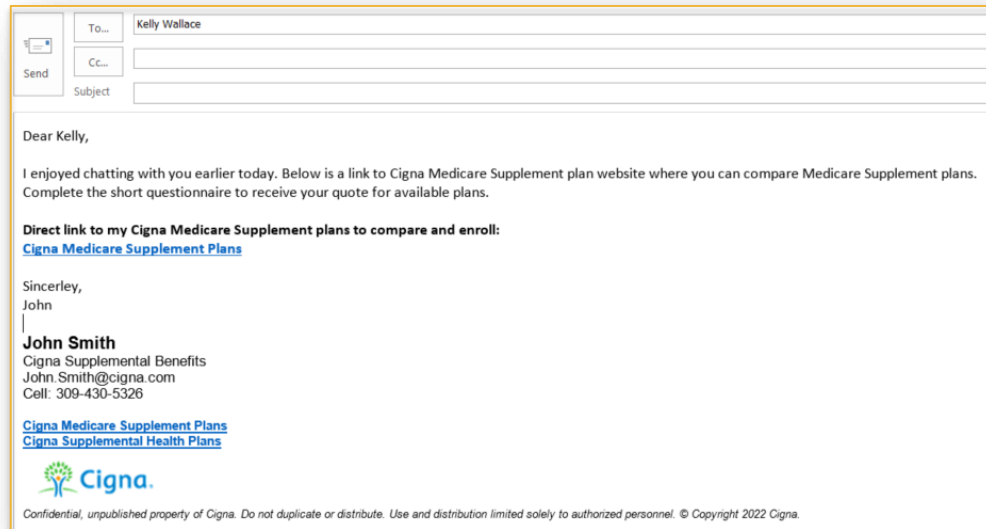 To...
Kelly Wallace
Send
Cc...
Subject
Dear Kelly,
I enjoyed chatting with you earlier today. Below is a link to Cigna Medicare Supplement plan website where you can compare Medicare Supplement plans.
Complete the short questionnaire to receive your quote for available plans.
Direct link to my Cigna Medicare Supplement plans to compare and enroll:
Cigna Medicare Supplement Plans
Sincerley,
John
John Smith
Cigna Supplemental Benefits
John.Smith@cigna.com
Cell: 309-430-5326
Cigna Medicare Supplement Plans
Cigna Supplemental Health Plans
Cigna.
Confidential, unpublished property of Cigna. Do not duplicate or distribute. Use and distribution limited solely to authorized personnel. © Copyright 2022 Cigna.